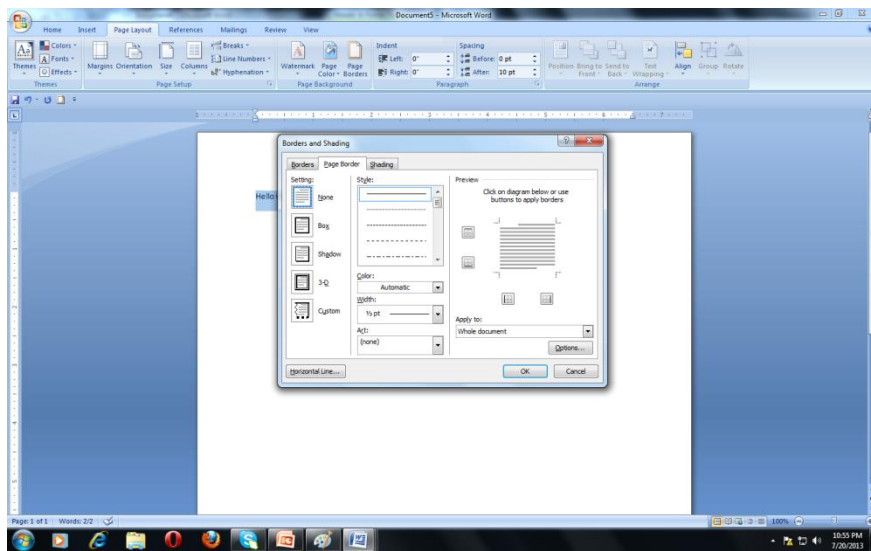 Document5 - Microsoft Word
Home Insert Page Layout References Mailings Review View
Colors Breaks Indent Spacing
Themes Fonts Margins Orientation Size Columns Line Numbers Watermark Page Color Page Borders Left: 0" Before: 0 pt Position Bring to Front Send to Back Text Wrapping Align Group Rotate
Effects Hyphenation Right: 0" After: 10 pt
Themes Page Setup Page Background Paragraph Arrange
Borders and Shading
Borders Page Border Shading
Setting: Style: Preview
None Click on diagram below or use
buttons to apply borders
Hello
Box
Shadow
3-D
Color:
Automatic
Custom
Width:
½ pt
Apply to:
Whole document
Art:
(none)
Options...
Horizontal Line... OK Cancel
Page: 1 of 1 Words: 2/2 100%
10:55 PM
7/20/2013